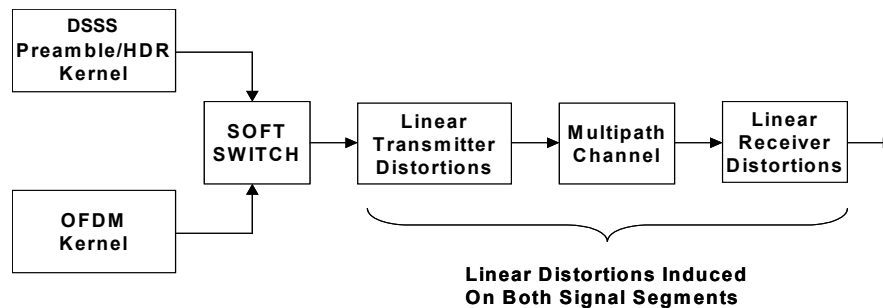 DSSS
Preamble/HDR
Kernel
SOFT
SWITCH
Linear
Transmitter
Distortions
Multipath
Channel
Linear
Receiver
Distortions
OFDM
Kernel
Linear Distortions Induced
On Both Signal Segments